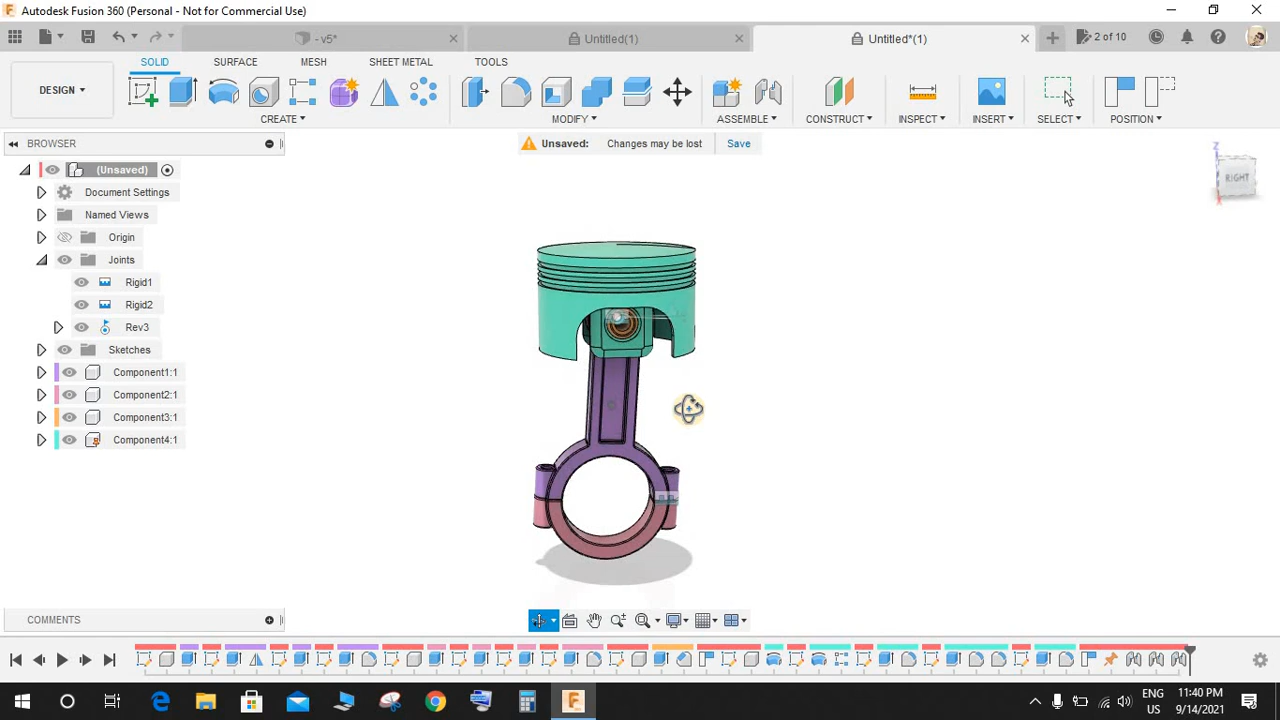 Autodesk Fusion 360 (Personal - Not for Commercial Use)
- v5*
Untitled(1)
Untitled*(1)
2 of 10
DESIGN
SOLID
SURFACE
MESH
SHEET METAL
TOOLS
CREATE
MODIFY
ASSEMBLE
CONSTRUCT
INSPECT
INSERT
SELECT
POSITION
BROWSER
Unsaved: Changes may be lost
Save
(Unsaved)
Document Settings
Named Views
Origin
Joints
Rigid1
Rigid2
Rev3
Sketches
Component1:1
Component2:1
Component3:1
Component4:1
Z
RIGHT
X
COMMENTS
ENG
US
11:40 PM
9/14/2021